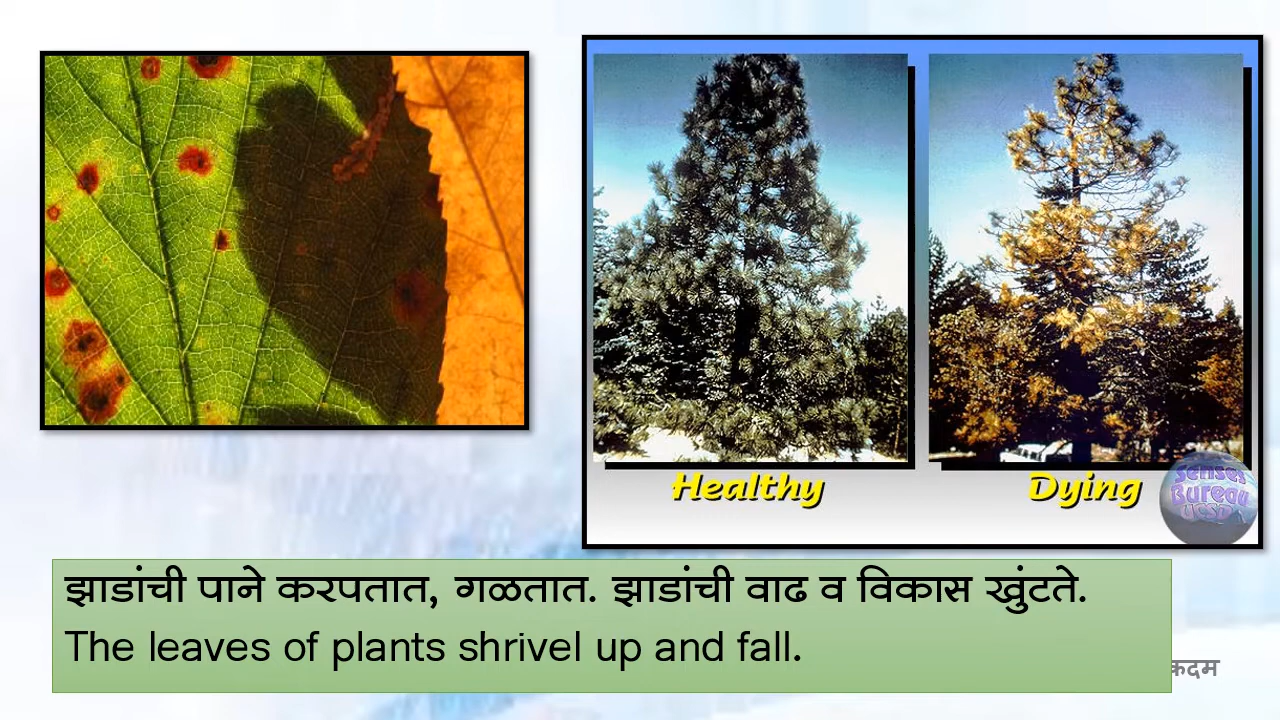 Healthy
Dying
Senses
Bureau
UCSD
झाडांची पाने करपतात, गळतात. झाडांची वाढ व विकास खुंटते.
The leaves of plants shrivel up and fall.
कदम